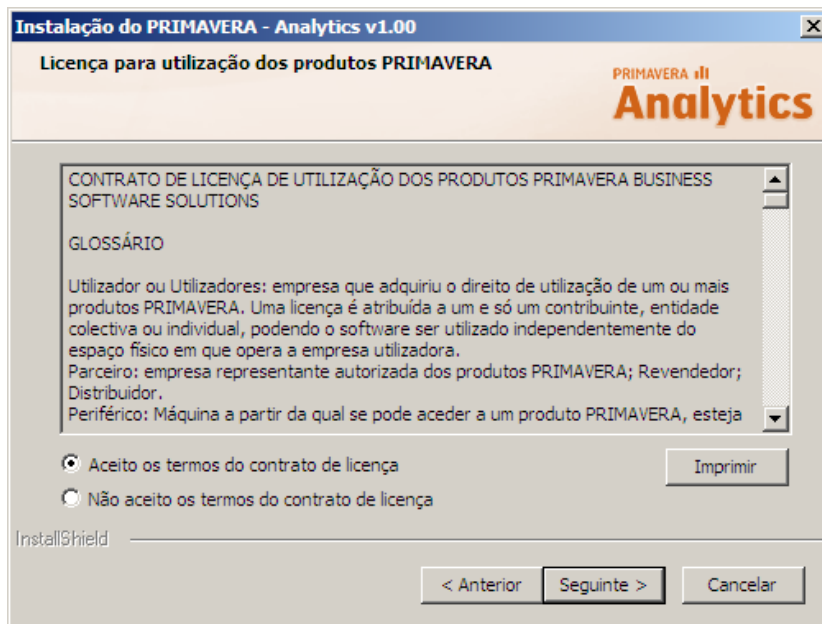 Instalação do PRIMAVERA - Analytics v1.00
Licença para utilização dos produtos PRIMAVERA
PRIMAVERA
Analytics
CONTRATO DE LICENÇA DE UTILIZAÇÃO DOS PRODUTOS PRIMAVERA BUSINESS
SOFTWARE SOLUTIONS
GLOSSÁRIO
Utilizador ou Utilizadores: empresa que adquiriu o direito de utilização de um ou mais
produtos PRIMAVERA. Uma licença é atribuída a um e só um contribuinte, entidade
colectiva ou individual, podendo o software ser utilizado independentemente do
espaço físico em que opera a empresa utilizadora.
Parceiro: empresa representante autorizada dos produtos PRIMAVERA; Revendedor;
Distribuidor.
Periférico: Máquina a partir da qual se pode aceder a um produto PRIMAVERA, esteja
Aceito os termos do contrato de licença
Imprimir
Não aceito os termos do contrato de licença
InstallShield
< Anterior
Seguinte >
Cancelar